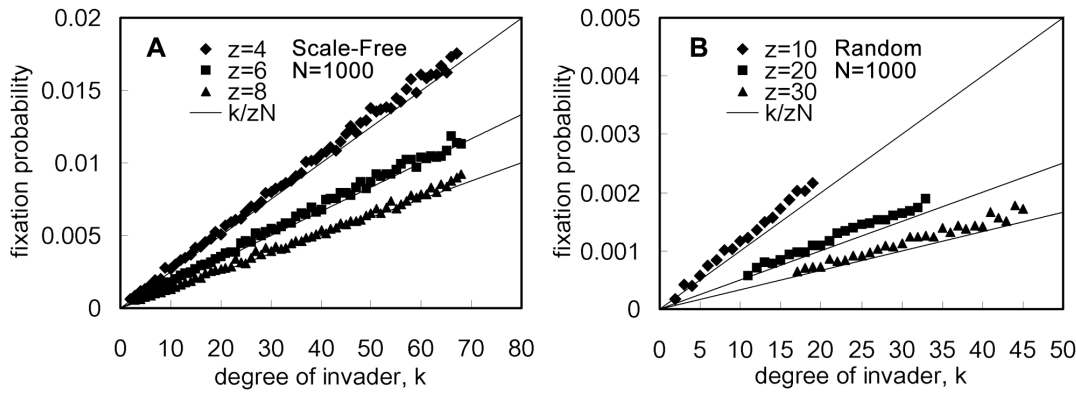 A
z=4 Scale-Free
z=6 N=1000
z=8
k/zN
0.02
0.015
0.01
0.005
0
fixation probability
0 10 20 30 40 50 60 70 80
degree of invader, k
B
z=10 Random
z=20 N=1000
z=30
k/zN
0.005
0.004
0.003
0.002
0.001
0
fixation probability
0 5 10 15 20 25 30 35 40 45 50
degree of invader, k